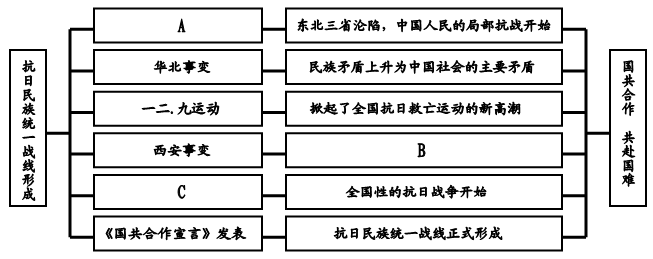 抗日民族统一战线形成
A
东北三省沦陷，中国人民的局部抗战开始
华北事变
民族矛盾上升为中国社会的主要矛盾
一二.九运动
掀起了全国抗日救亡运动的新高潮
西安事变
B
C
全国性的抗日战争开始
《国共合作宣言》发表
抗日民族统一战线正式形成
国共合作 共赴国难